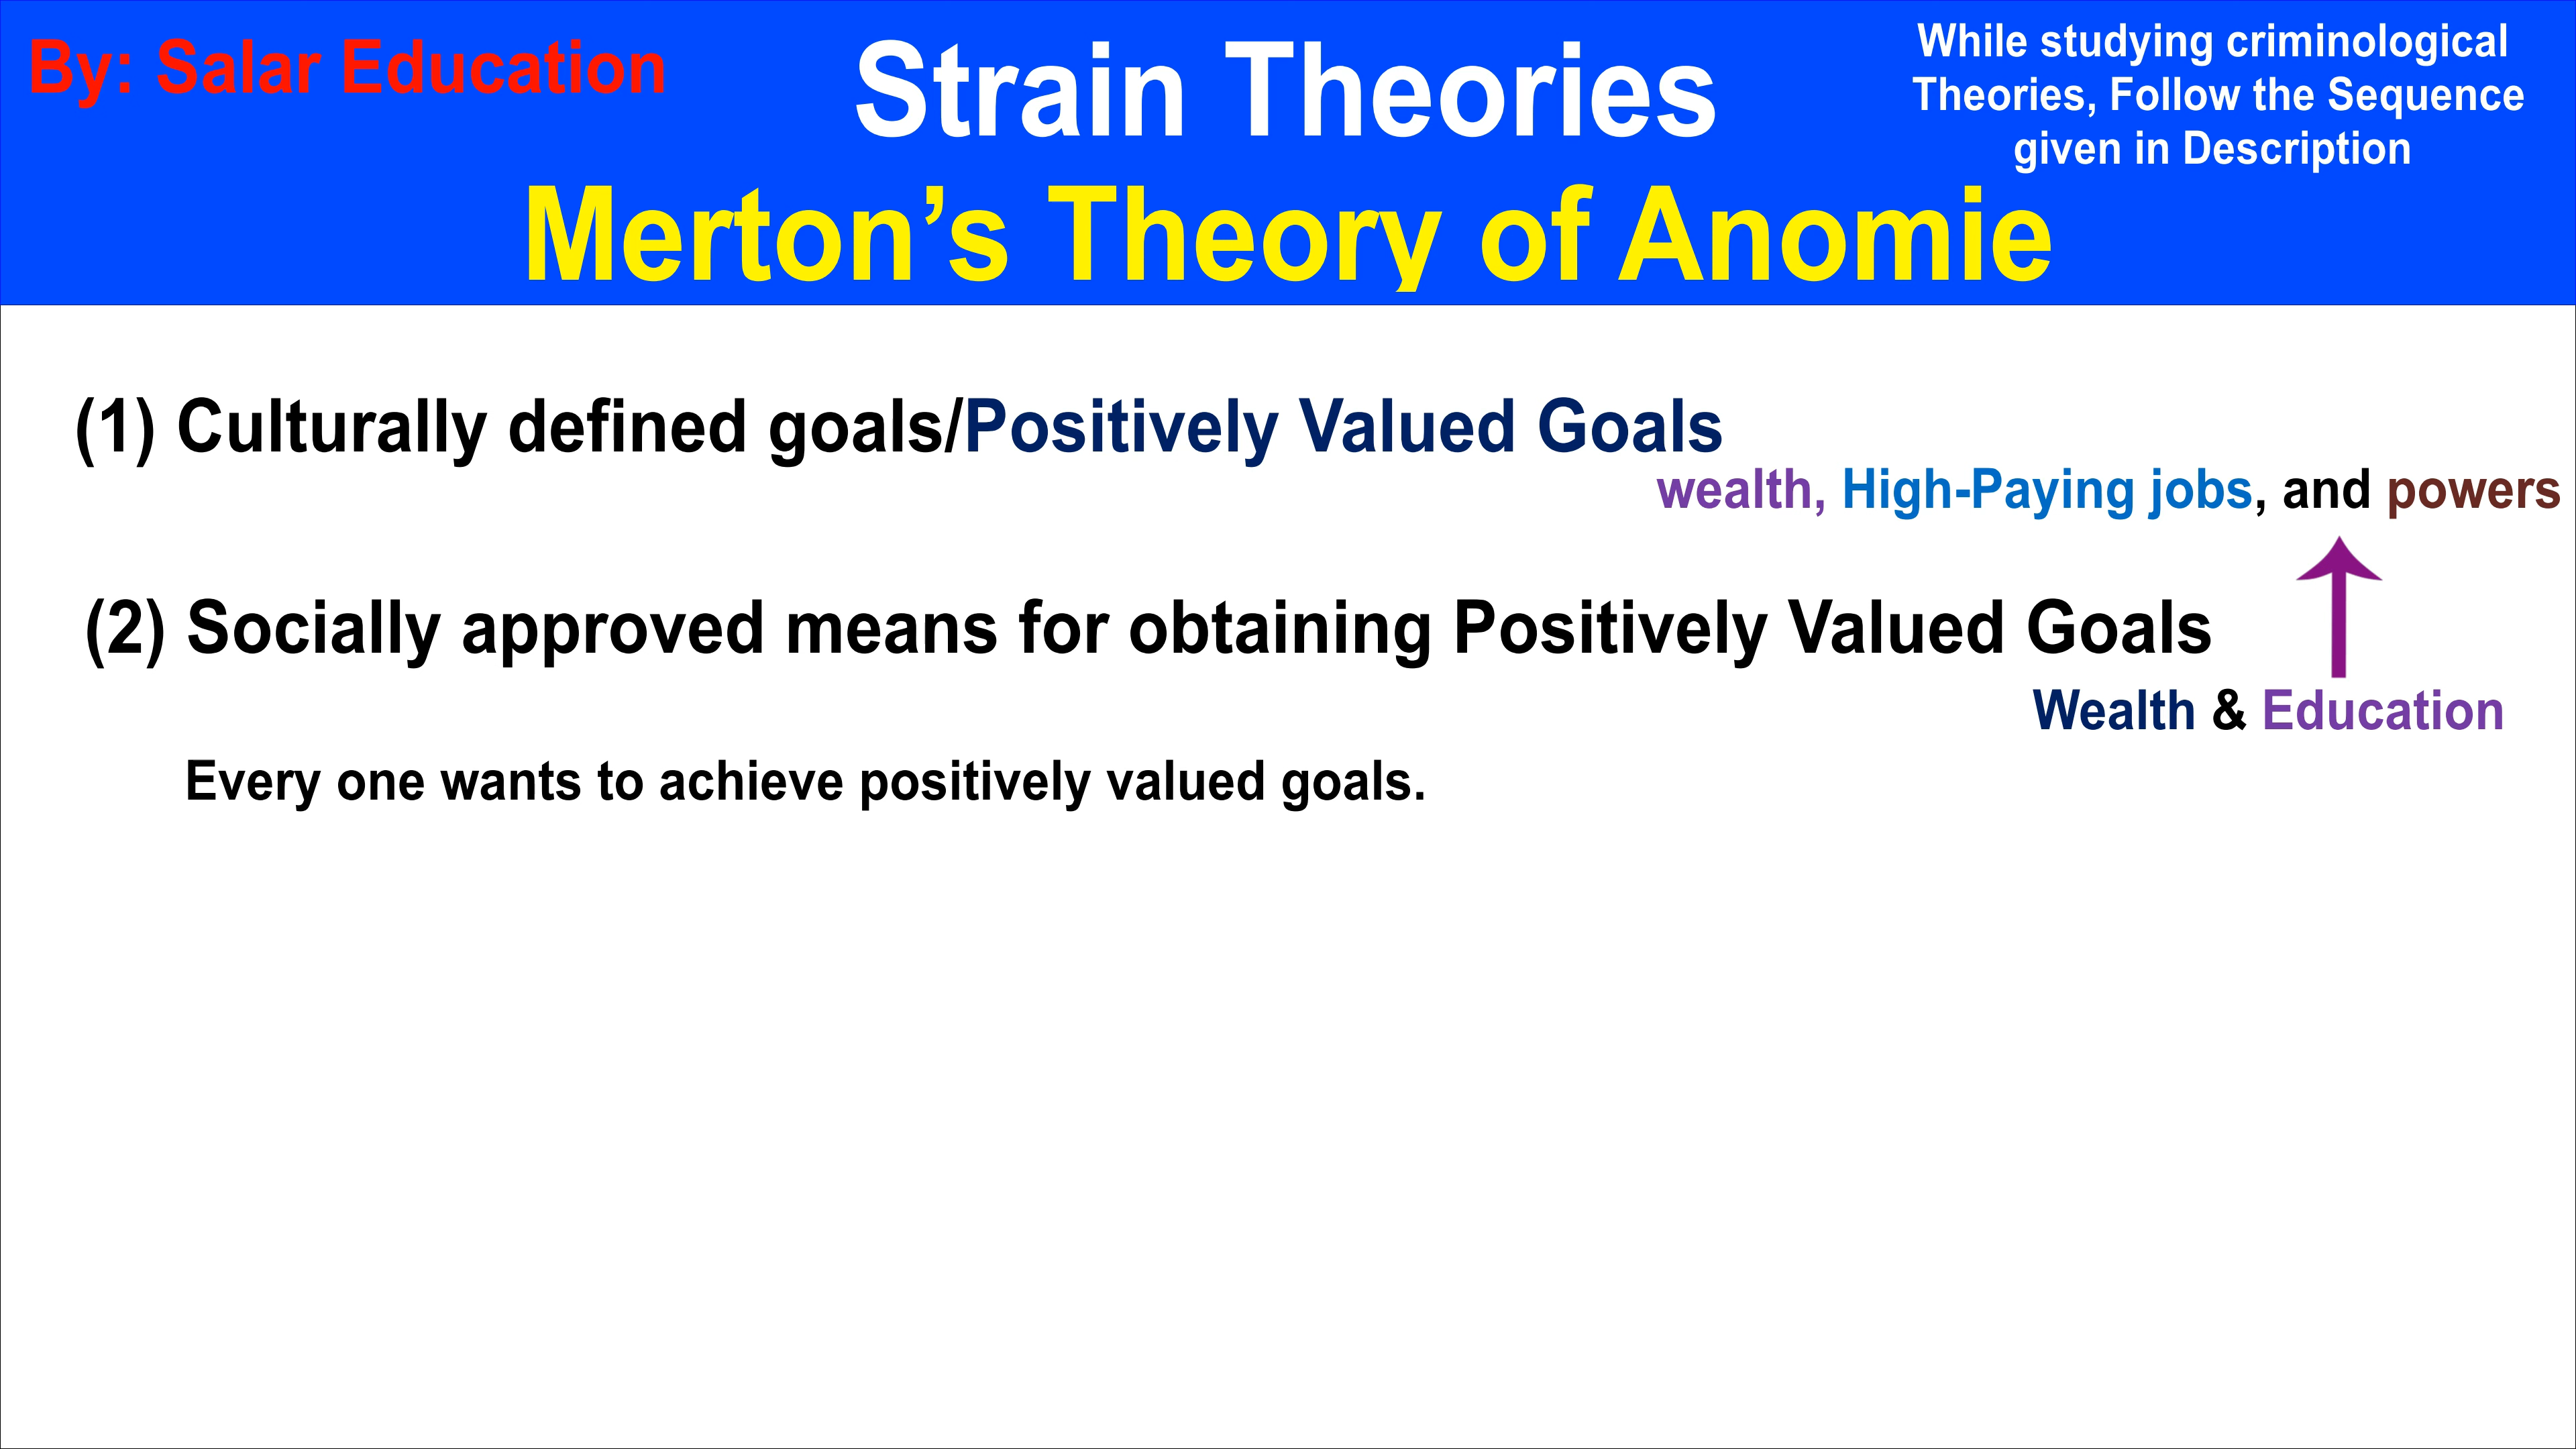 By: Salar Education
Strain Theories
While studying criminological
Theories, Follow the Sequence
given in Description
Merton’s Theory of Anomie
(1) Culturally defined goals/Positively Valued Goals
wealth, High-Paying jobs, and powers
(2) Socially approved means for obtaining Positively Valued Goals
Wealth & Education
Every one wants to achieve positively valued goals.